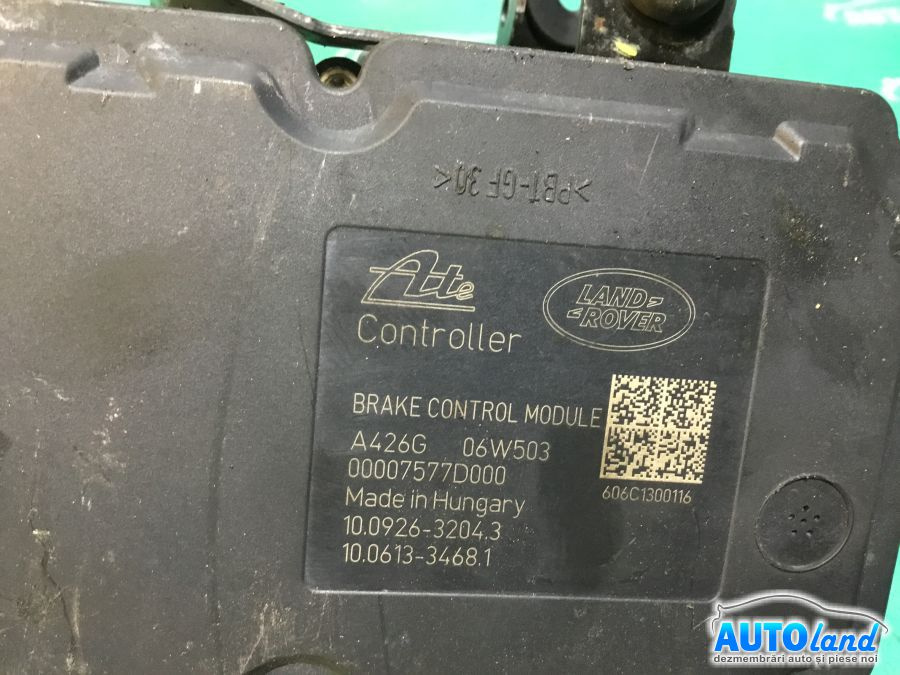 >PBT-GF 30<
Ate
Controller
LAND
ROVER
BRAKE CONTROL MODULE
A426G 06W503
00007577D000
Made in Hungary
10.0926-3204.3
10.0613-3468.1
606C1300116
AUTOland
dezmembrări auto și piese noi